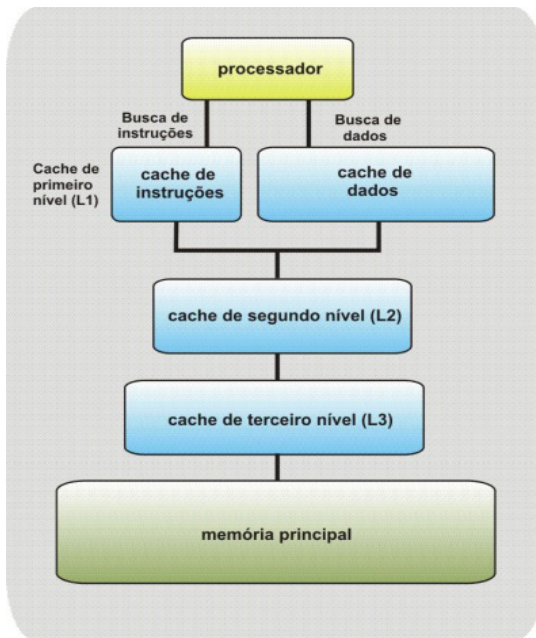 processador
Busca de
instruções
Busca de
dados
Cache de
primeiro
nível (L1)
cache de
instruções
cache de
dados
cache de segundo nível (L2)
cache de terceiro nível (L3)
memória principal